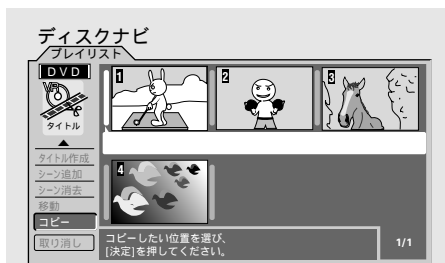 ディスクナビ
プレイリスト
DVD
1
2
3
タイトル
タイトル作成
シーン追加
シーン消去
移動
コピー
取り消し
4
コピーしたい位置を選び、
[決定]を押してください。
1/1